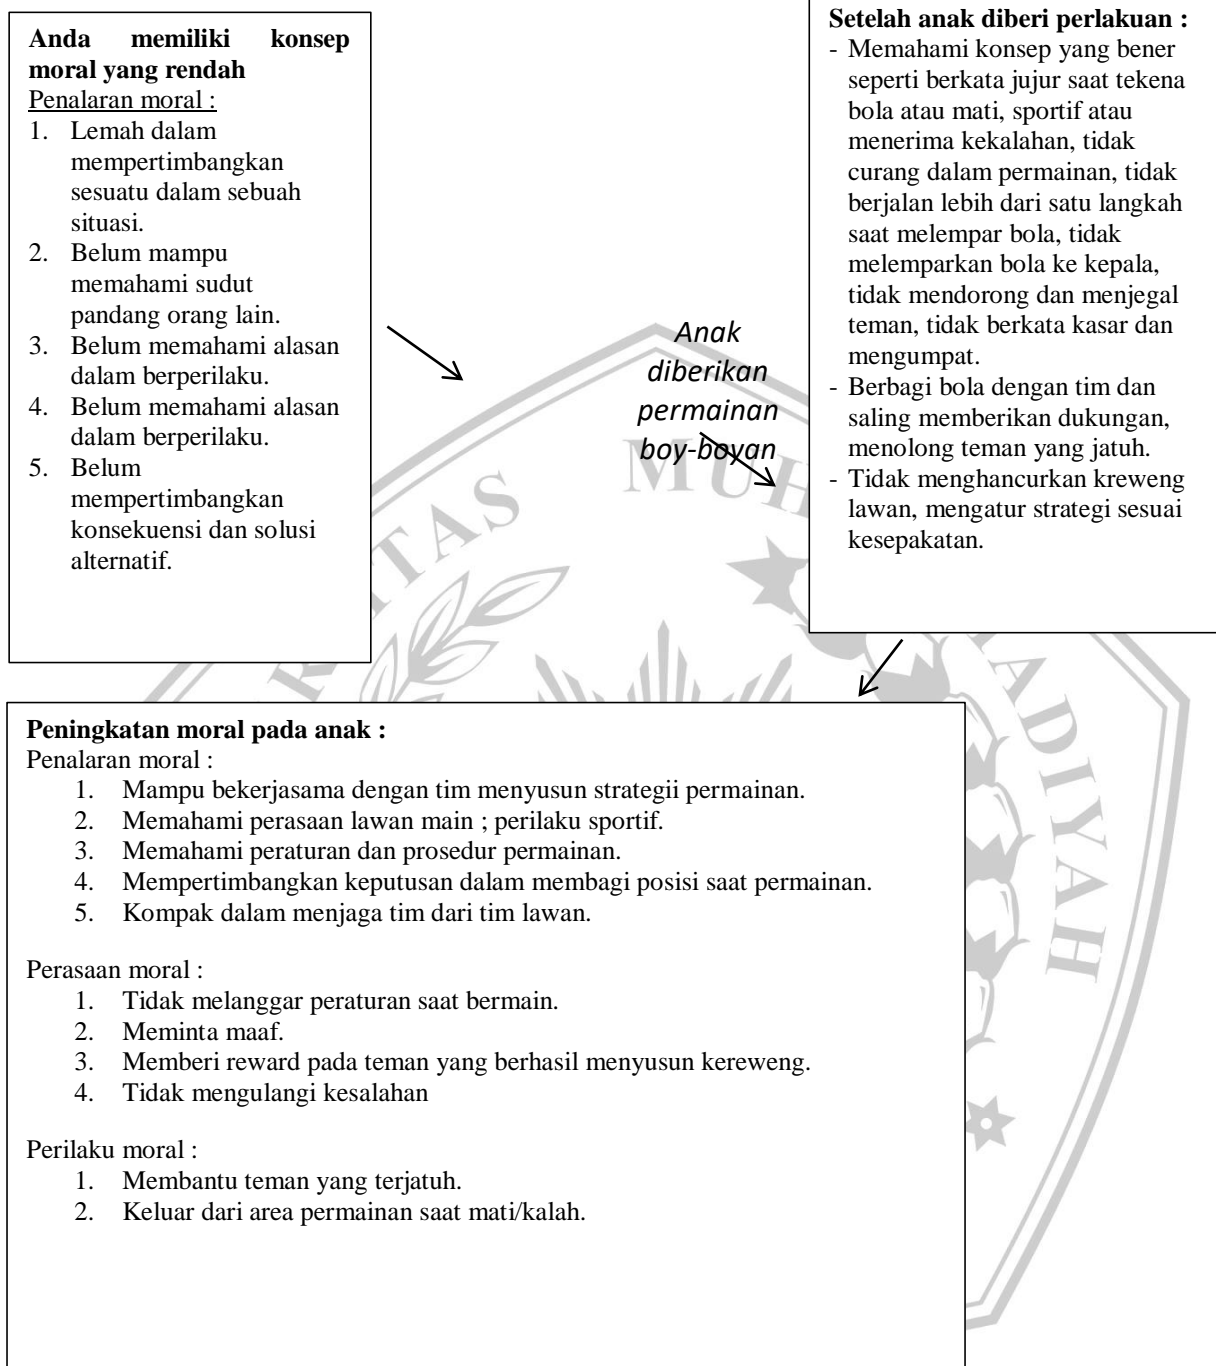 Anda memiliki konsep
moral yang rendah
Penalaran moral :
1. Lemah dalam
mempertimbangkan
sesuatu dalam sebuah
situasi.
2. Belum mampu
memahami sudut
pandang orang lain.
3. Belum memahami alasan
dalam berperilaku.
4. Belum memahami alasan
dalam berperilaku.
5. Belum
mempertimbangkan
konsekuensi dan solusi
alternatif.
Anak
diberikan
permainan
boy-boyan
Setelah anak diberi perlakuan :
- Memahami konsep yang bener
seperti berkata jujur saat tekena
bola atau mati, sportif atau
menerima kekalahan, tidak
curang dalam permainan, tidak
berjalan lebih dari satu langkah
saat melempar bola, tidak
melemparkan bola ke kepala,
tidak mendorong dan menjegal
teman, tidak berkata kasar dan
mengumpat.
- Berbagi bola dengan tim dan
saling memberikan dukungan,
menolong teman yang jatuh.
- Tidak menghancurkan kreweng
lawan, mengatur strategi sesuai
kesepakatan.
Peningkatan moral pada anak :
Penalaran moral :
1. Mampu bekerjasama dengan tim menyusun strategii permainan.
2. Memahami perasaan lawan main ; perilaku sportif.
3. Memahami peraturan dan prosedur permainan.
4. Mempertimbangkan keputusan dalam membagi posisi saat permainan.
5. Kompak dalam menjaga tim dari tim lawan.
Perasaan moral :
1. Tidak melanggar peraturan saat bermain.
2. Meminta maaf.
3. Memberi reward pada teman yang berhasil menyusun kereweng.
4. Tidak mengulangi kesalahan
Perilaku moral :
1. Membantu teman yang terjatuh.
2. Keluar dari area permainan saat mati/kalah.